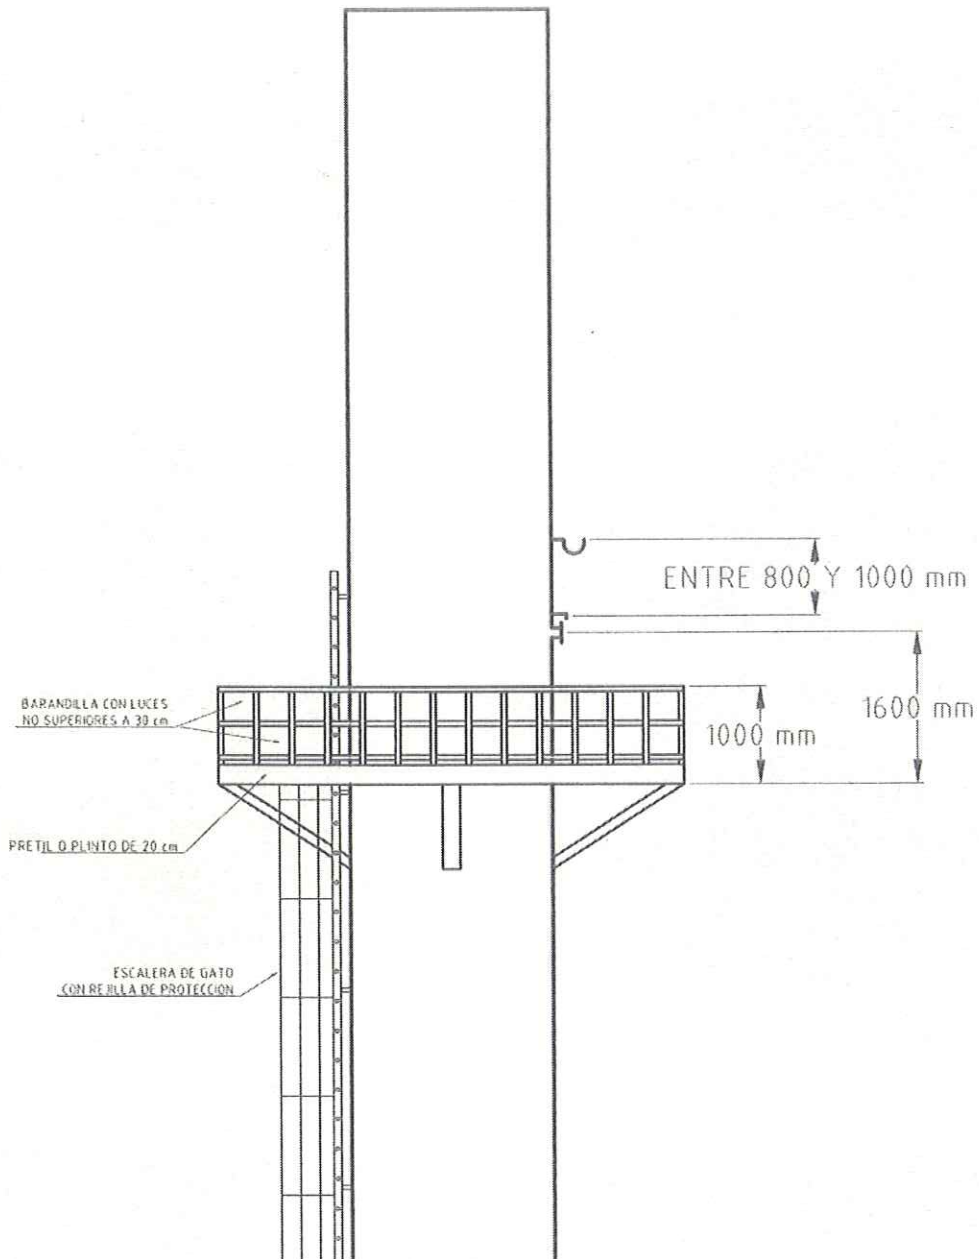 ENTRE 800 Y 1000 mm
1600 mm
BARANDILLA CON LUCES
NO SUPERIORES A 30 cm
1000 mm
PRETIL O PLINTO DE 20 cm
ESCALERA DE GATO
CON REJILLA DE PROTECCION